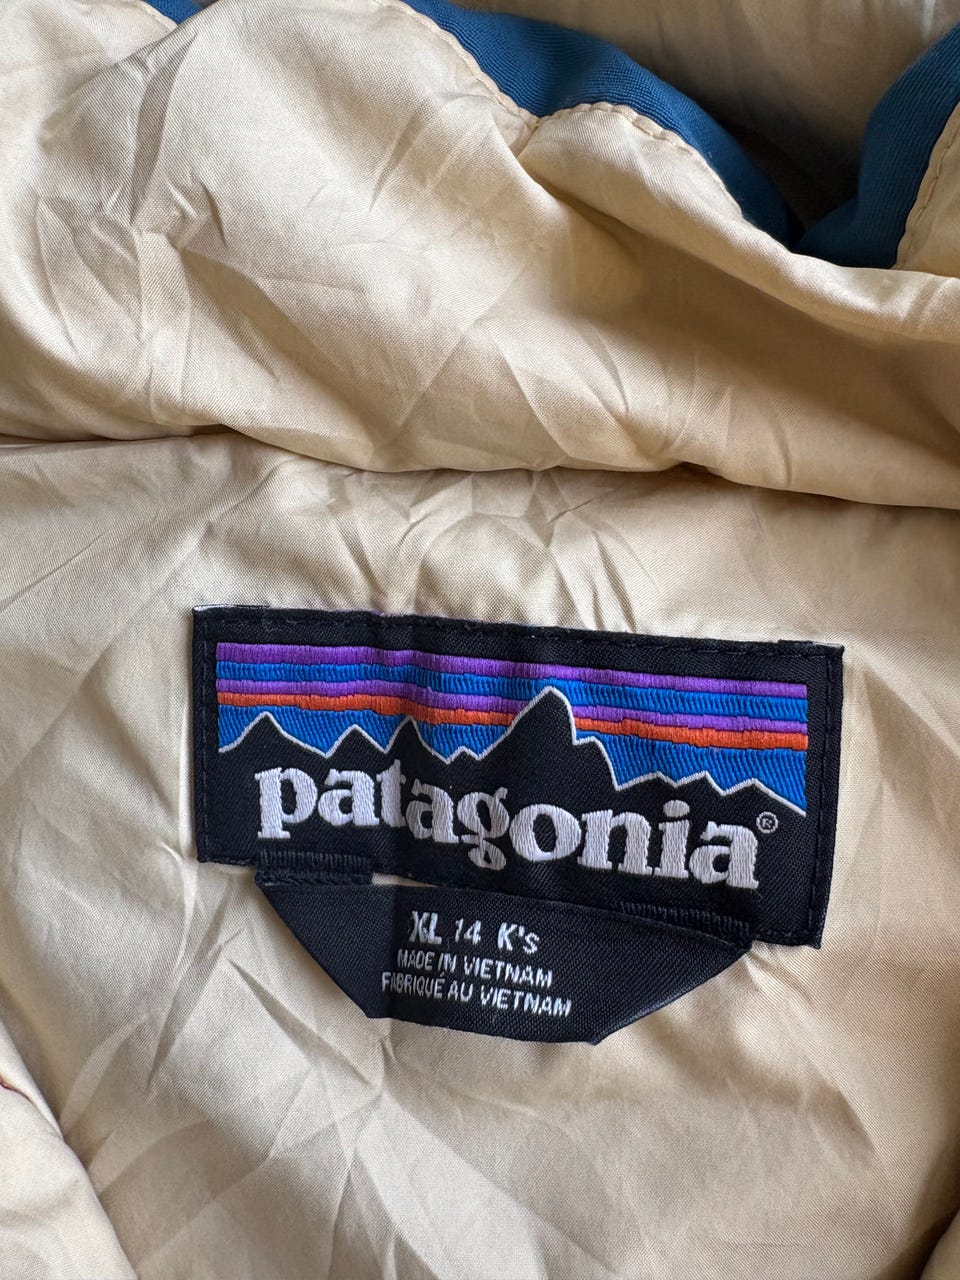 patagonia®
XL 14 K's
MADE IN VIETNAM
FABRIQUÉ AU VIETNAM